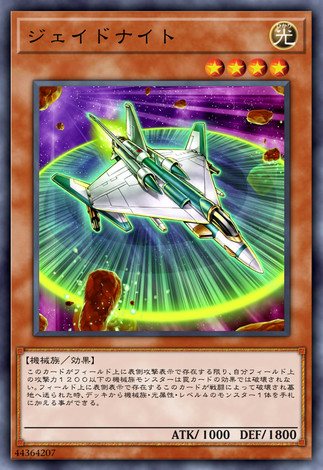 ジェイドナイト
光
【機械族／効果】
このカードがフィールド上に表側攻撃表示で存在する限り、自分フィールド上
の攻撃力１２００以下の機械族モンスターは罠カードの効果では破壊されな
い。フィールド上に表側表示で存在するこのカードが戦闘によって破壊され墓
地へ送られた時、デッキから機械族・光属性・レベル４のモンスター１体を手
札に加える事ができる。
ATK/1000 DEF/1800
44364207